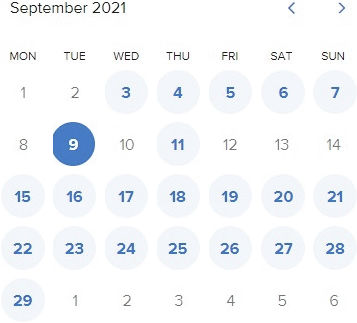 September 2021
MON TUE WED THU FRI SAT SUN
1 2 3 4 5 6 7
8 9 10 11 12 13 14
15 16 17 18 19 20 21
22 23 24 25 26 27 28
29 1 2 3 4 5 6